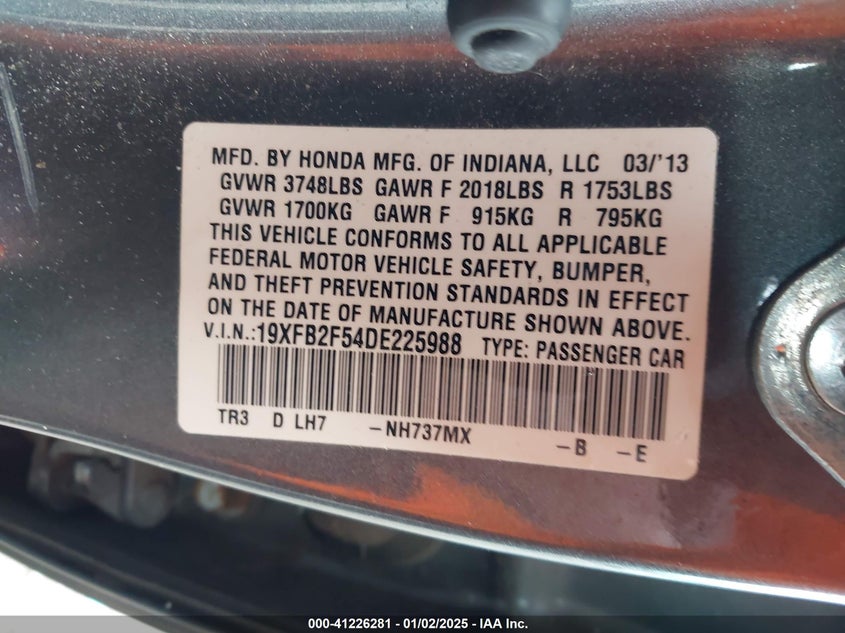 MFD. BY HONDA MFG. OF INDIANA, LLC 03/'13
GVWR 3748LBS GAWR F 2018LBS R 1753LBS
GVWR 1700KG GAWR F 915KG R 795KG
THIS VEHICLE CONFORMS TO ALL APPLICABLE
FEDERAL MOTOR VEHICLE SAFETY, BUMPER,
AND THEFT PREVENTION STANDARDS IN EFFECT
ON THE DATE OF MANUFACTURE SHOWN ABOVE.
V.I.N.:19XFB2F54DE225988 TYPE: PASSENGER CAR
TR3 D LH7 -NH737MX -B -E
000-41226281 - 01/02/2025 - IAA Inc.